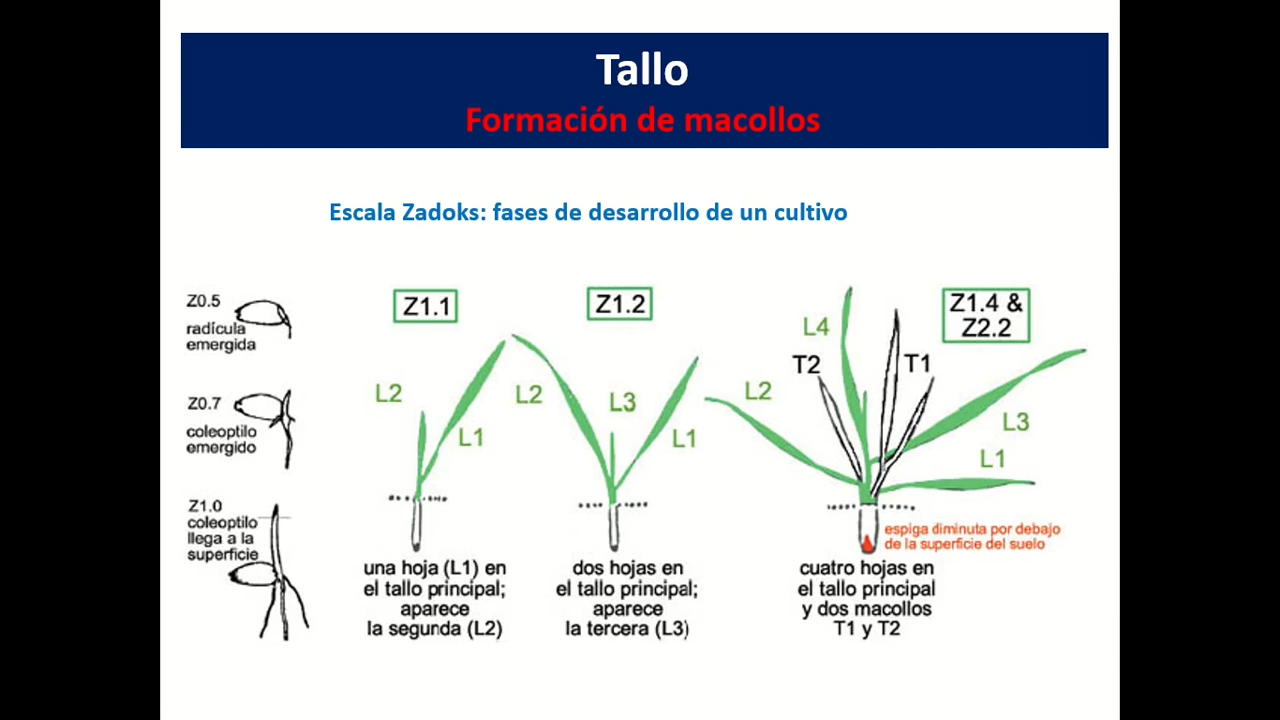 Tallo
Formación de macollos
Escala Zadoks: fases de desarrollo de un cultivo
Z0.5
radícula
emergida
Z0.7
coleoptilo
emergido
Z1.0
coleoptilo
llega a la
superficie
Z1.1
L2
L1
una hoja (L1) en
el tallo principal;
aparece
la segunda (L2)
Z1.2
L2
L3
L1
dos hojas en
el tallo principal;
aparece
la tercera (L3)
Z1.4 &
Z2.2
L4
T2
T1
L2
L3
L1
espiga diminuta por debajo
de la superficie del suelo
cuatro hojas en
el tallo principal
y dos macollos
T1 y T2